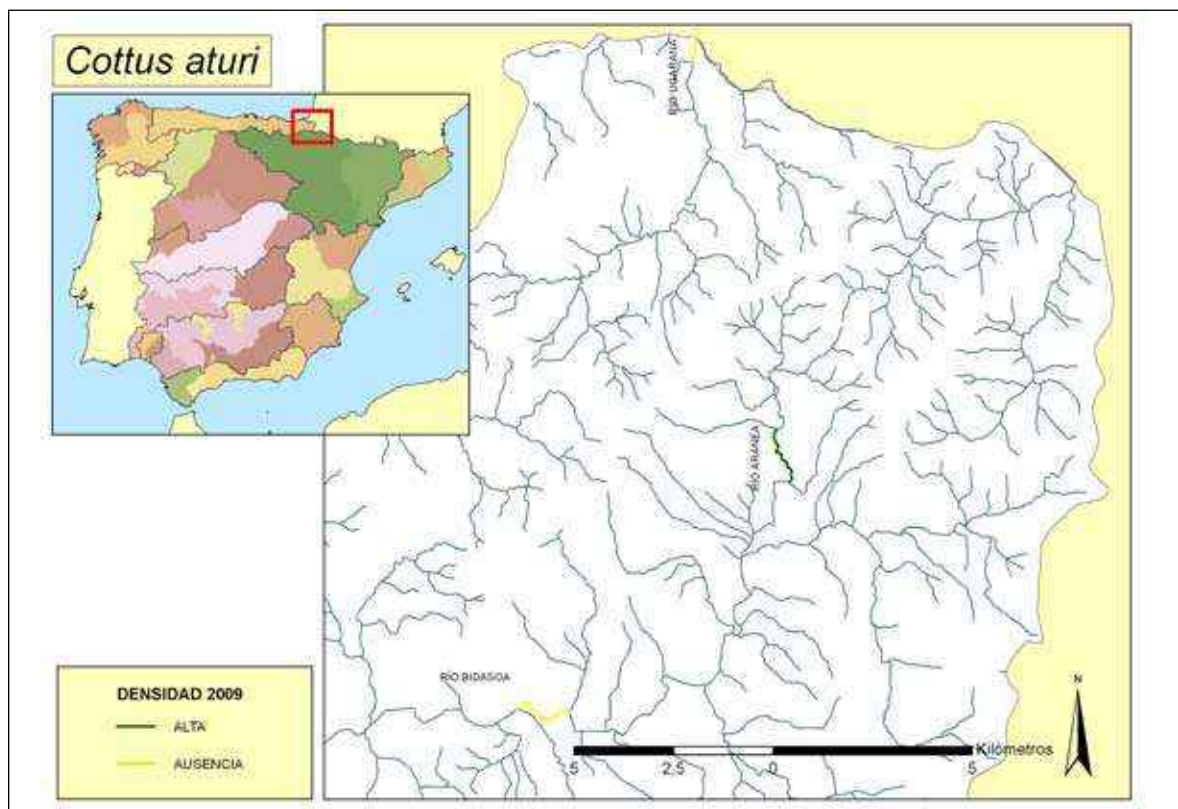 Cottus aturi
RÍO UGARANA
RÍO ARANEA
RÍO BIDASOA
DENSIDAD 2009
ALTA
AUSENCIA
N
Kilómetros
5 2,5 0 5